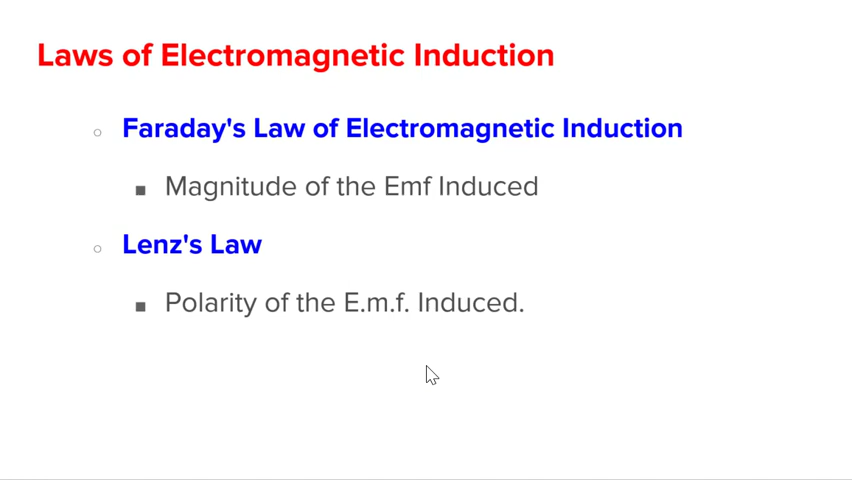 Laws of Electromagnetic Induction
Faraday's Law of Electromagnetic Induction
Magnitude of the Emf Induced
Lenz's Law
Polarity of the E.m.f. Induced.